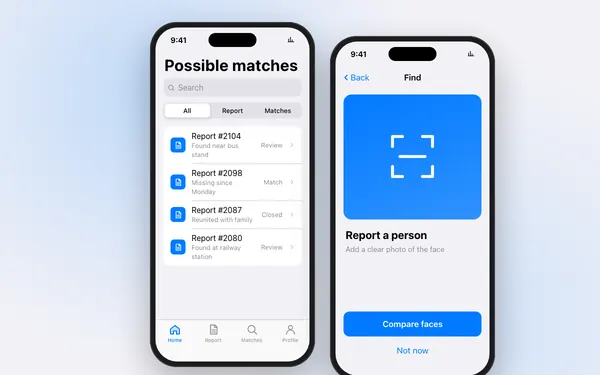 9:41
Possible matches
Search
All Report Matches
Report #2104
Found near bus
stand
Review
Report #2098
Missing since
Monday
Match
Report #2087
Reunited with family
Closed
Report #2080
Found at railway
station
Review
Home Report Matches Profile
9:41
Back Find
Report a person
Add a clear photo of the face
Compare faces
Not now